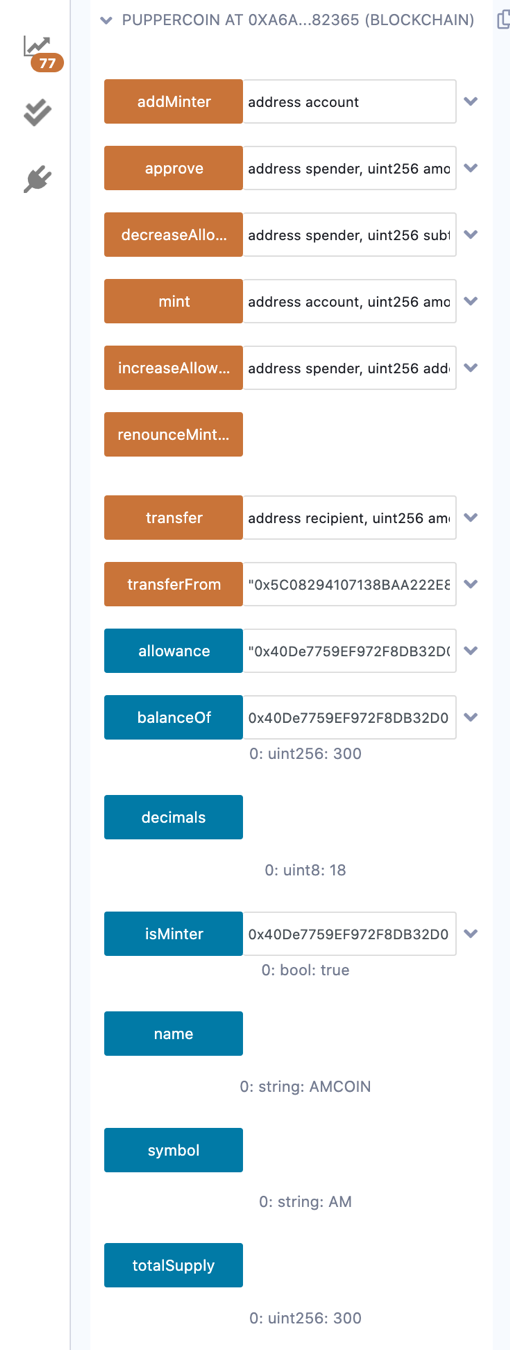 PUPPERCOIN AT 0XA6A...82365 (BLOCKCHAIN)
77
addMinter address account
approve address spender, uint256 amo
decreaseAllo... address spender, uint256 subt
mint address account, uint256 amo
increaseAllow... address spender, uint256 adde
renounceMint...
transfer address recipient, uint256 am
transferFrom "0x5C08294107138BAA222E8
allowance "0x40De7759EF972F8DB32D0
balanceOf 0x40De7759EF972F8DB32D0
0: uint256: 300
decimals
0: uint8: 18
isMinter 0x40De7759EF972F8DB32D0
0: bool: true
name
0: string: AMCOIN
symbol
0: string: AM
totalSupply
0: uint256: 300